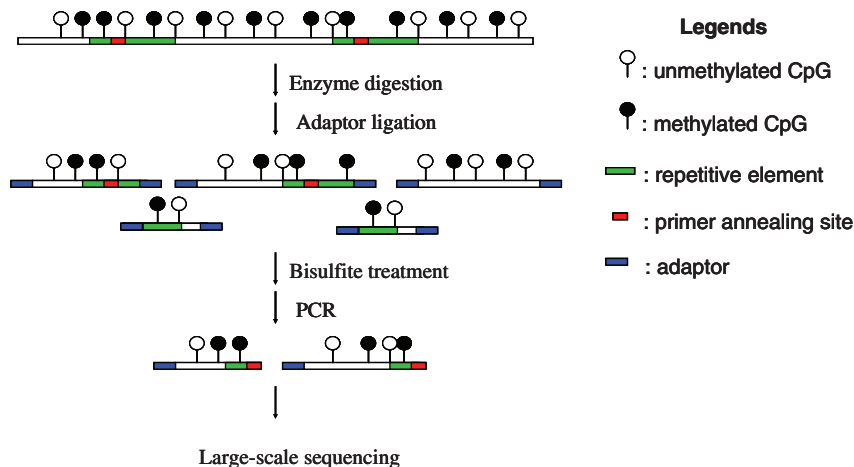 Legends
: unmethylated CpG
: methylated CpG
: repetitive element
: primer annealing site
: adaptor
Enzyme digestion
Adaptor ligation
Bisulfite treatment
PCR
Large-scale sequencing